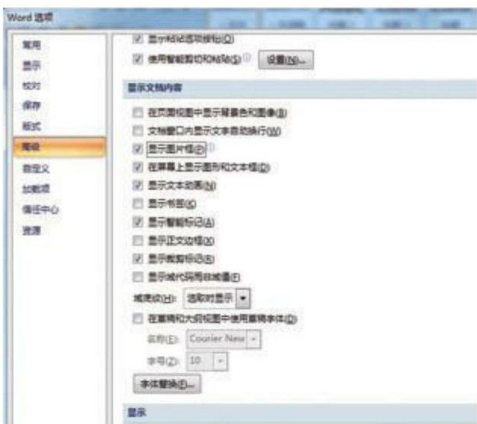 Word 选项
常用
显示
校对
保存
版式
高级
自定义
加载项
信任中心
资源
显示粘贴选项按钮(O)
使用智能剪切和粘贴(S) 设置(N)...
显示文档内容
在页面视图中显示背景色和图像(B)
文档窗口内显示文字自动换行(W)
显示图片框(P)
在屏幕上显示图形和文本框(D)
显示文本动画(N)
显示书签(K)
显示智能标记(A)
显示正文边框(X)
显示裁剪标记(R)
显示域代码而非域值(F)
域底纹(H): 选取时显示
在草稿和大纲视图中使用草稿字体(D)
名称(E): Courier New
字号(Z): 10
字体替换(F)...
显示